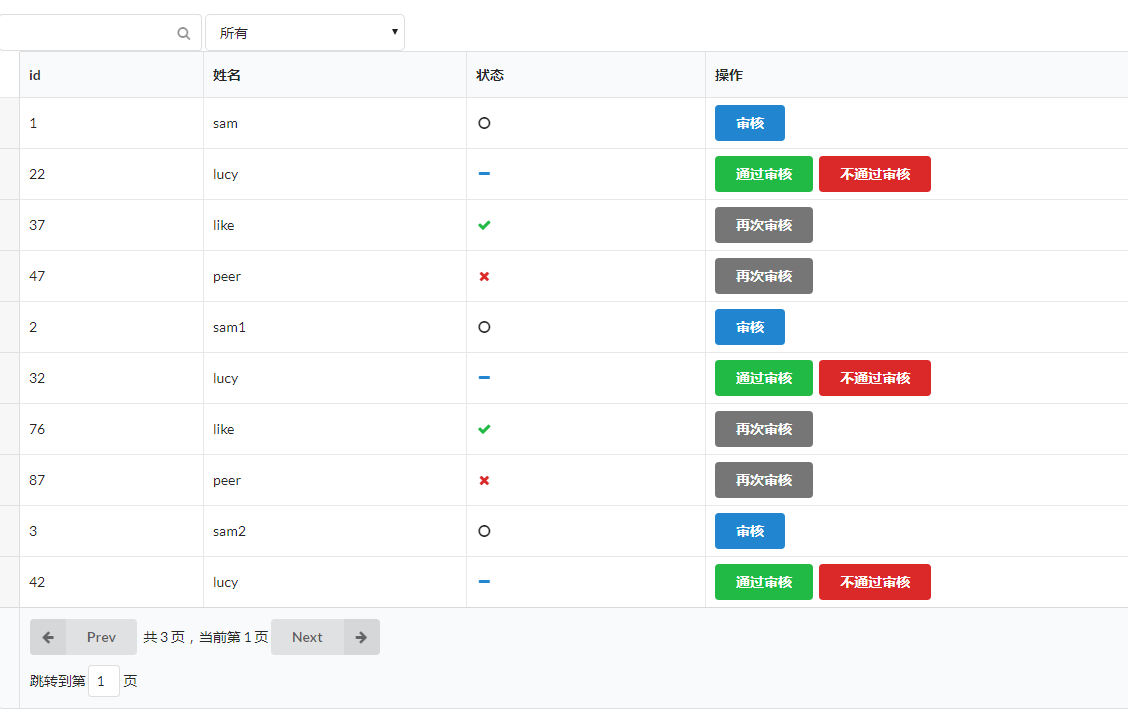 所有
id 姓名 状态 操作
1 sam 审核
22 lucy 通过审核 不通过审核
37 like 再次审核
47 peer 再次审核
2 sam1 审核
32 lucy 通过审核 不通过审核
76 like 再次审核
87 peer 再次审核
3 sam2 审核
42 lucy 通过审核 不通过审核
Prev 共 3 页，当前第 1 页 Next
跳转到第 1 页